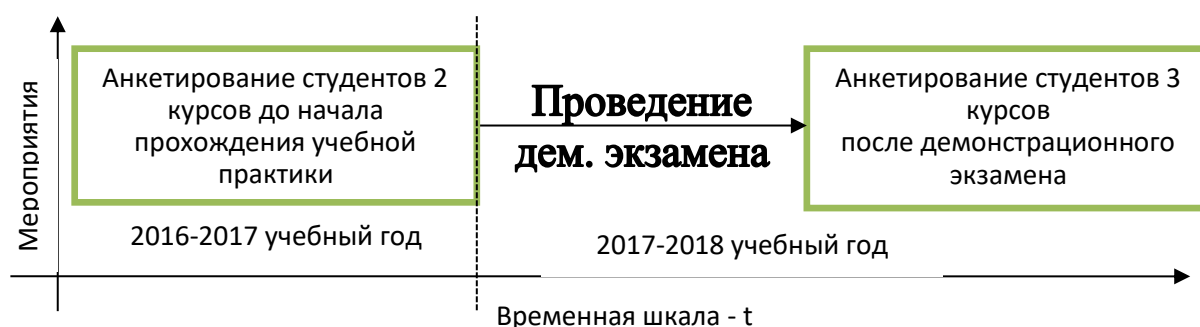 Мероприятия
Анкетирование студентов 2
курсов до начала
прохождения учебной
практики
Проведение
дем. экзамена
Анкетирование студентов 3
курсов
после демонстрационного
экзамена
2016-2017 учебный год
2017-2018 учебный год
Временная шкала - t